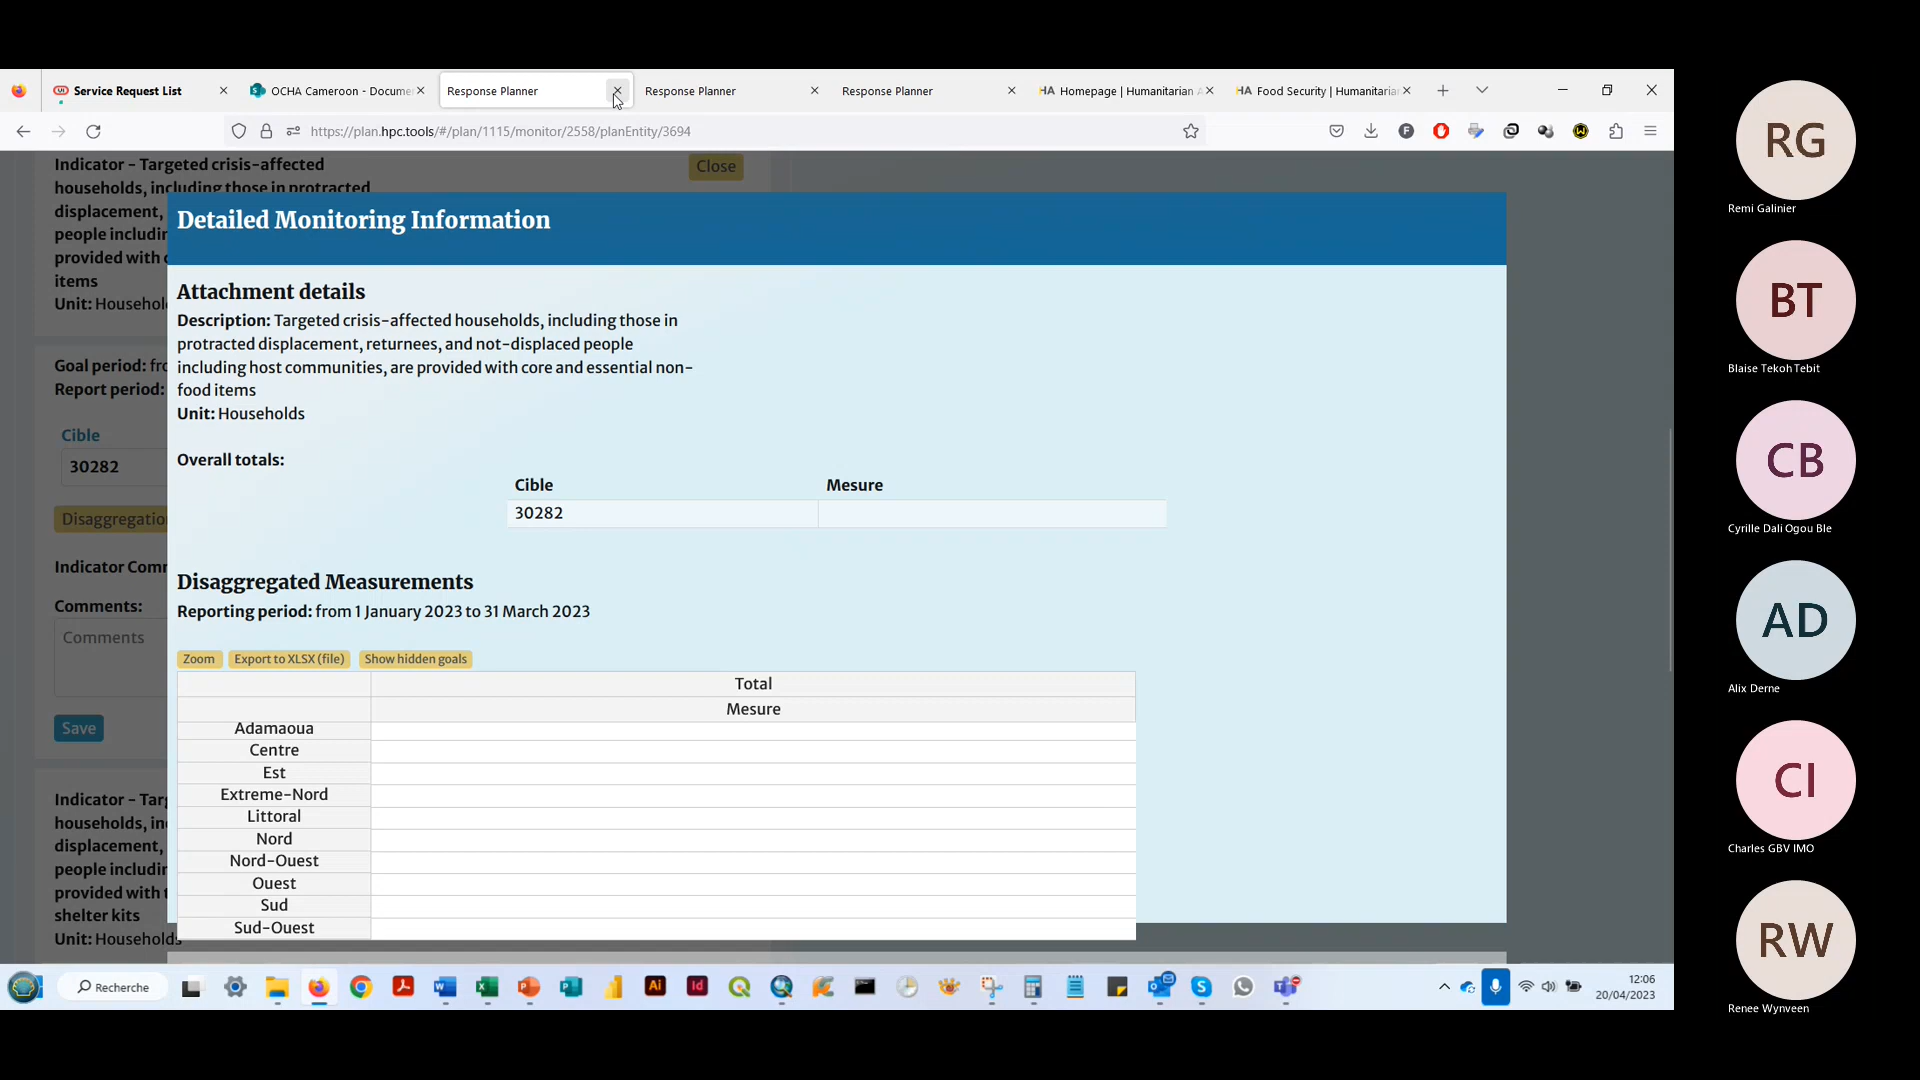 Service Request List
OCHA Cameroon - Docume
Response Planner
Response Planner
Response Planner
HA Homepage | Humanitarian A
HA Food Security | Humanitaria
https://plan.hpc.tools/#/plan/1115/monitor/2558/planEntity/3694
Indicator - Targeted crisis-affected
households, including those in protracted
displacement,
people includin
provided with c
items
Unit: Househol
Close
Goal period: fro
Report period:
Cible
30282
Disaggregation
Indicator Comm
Comments:
Comments
Save
Indicator - Tar
households, in
displacement,
people includin
provided with t
shelter kits
Unit: Households
Detailed Monitoring Information
Attachment details
Description: Targeted crisis-affected households, including those in
protracted displacement, returnees, and not-displaced people
including host communities, are provided with core and essential non-
food items
Unit: Households
Overall totals:
Cible Mesure
30282
Disaggregated Measurements
Reporting period: from 1 January 2023 to 31 March 2023
Zoom Export to XLSX (file) Show hidden goals
Total
Mesure
Adamaoua
Centre
Est
Extreme-Nord
Littoral
Nord
Nord-Ouest
Ouest
Sud
Sud-Ouest
Recherche
Ai
Id
12:06
20/04/2023
RG
Remi Galinier
BT
Blaise Tekoh Tebit
CB
Cyrille Dali Ogou Ble
AD
Alix Derne
CI
Charles GBV IMO
RW
Renee Wynveen